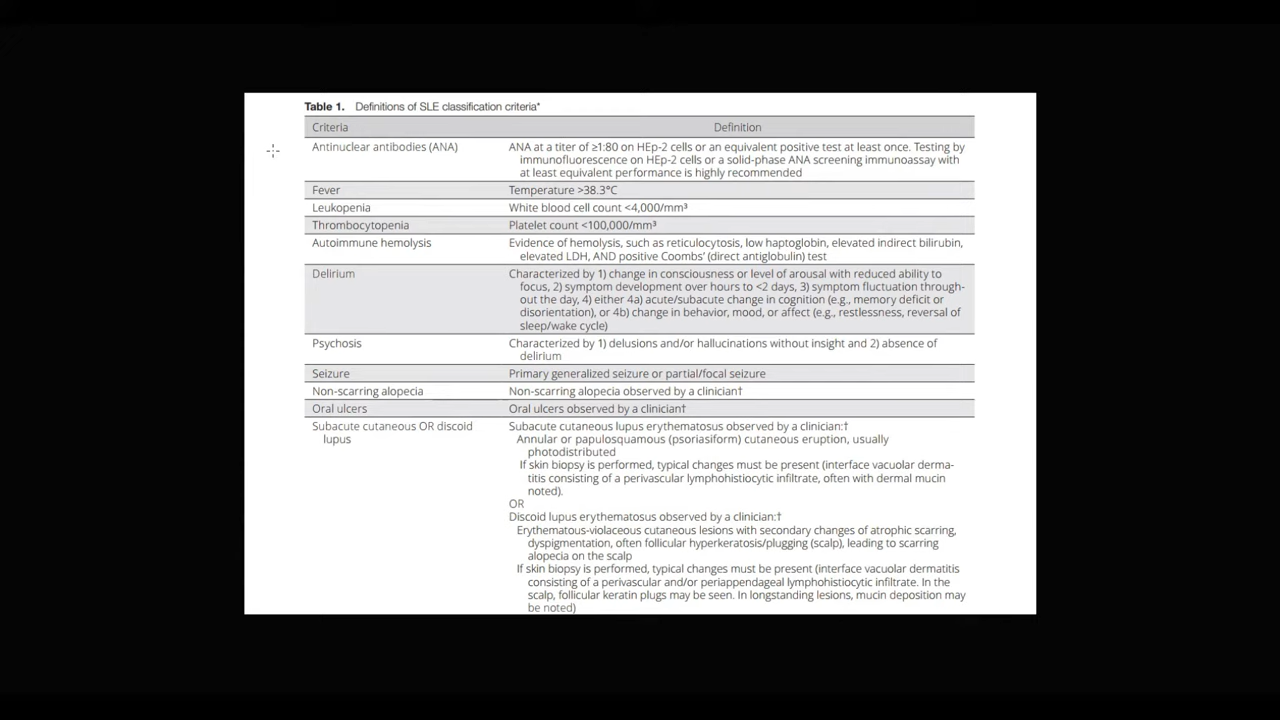 Table 1. Definitions of SLE classification criteria*
Criteria Definition
Antinuclear antibodies (ANA) ANA at a titer of ≥1:80 on HEp-2 cells or an equivalent positive test at least once. Testing by
immunofluorescence on HEp-2 cells or a solid-phase ANA screening immunoassay with
at least equivalent performance is highly recommended
Fever Temperature >38.3°C
Leukopenia White blood cell count <4,000/mm³
Thrombocytopenia Platelet count <100,000/mm³
Autoimmune hemolysis Evidence of hemolysis, such as reticulocytosis, low haptoglobin, elevated indirect bilirubin,
elevated LDH, AND positive Coombs’ (direct antiglobulin) test
Delirium Characterized by 1) change in consciousness or level of arousal with reduced ability to
focus, 2) symptom development over hours to <2 days, 3) symptom fluctuation through-
out the day, 4) either 4a) acute/subacute change in cognition (e.g., memory deficit or
disorientation), or 4b) change in behavior, mood, or affect (e.g., restlessness, reversal of
sleep/wake cycle)
Psychosis Characterized by 1) delusions and/or hallucinations without insight and 2) absence of
delirium
Seizure Primary generalized seizure or partial/focal seizure
Non-scarring alopecia Non-scarring alopecia observed by a clinician†
Oral ulcers Oral ulcers observed by a clinician†
Subacute cutaneous OR discoid Subacute cutaneous lupus erythematosus observed by a clinician:†
lupus Annular or papulosquamous (psoriasiform) cutaneous eruption, usually
photodistributed
If skin biopsy is performed, typical changes must be present (interface vacuolar derma-
titis consisting of a perivascular lymphohistiocytic infiltrate, often with dermal mucin
noted).
OR
Discoid lupus erythematosus observed by a clinician:†
Erythematous-violaceous cutaneous lesions with secondary changes of atrophic scarring,
dyspigmentation, often follicular hyperkeratosis/plugging (scalp), leading to scarring
alopecia on the scalp
If skin biopsy is performed, typical changes must be present (interface vacuolar dermatitis
consisting of a perivascular and/or periappendageal lymphohistiocytic infiltrate. In the
scalp, follicular keratin plugs may be seen. In longstanding lesions, mucin deposition may
be noted)